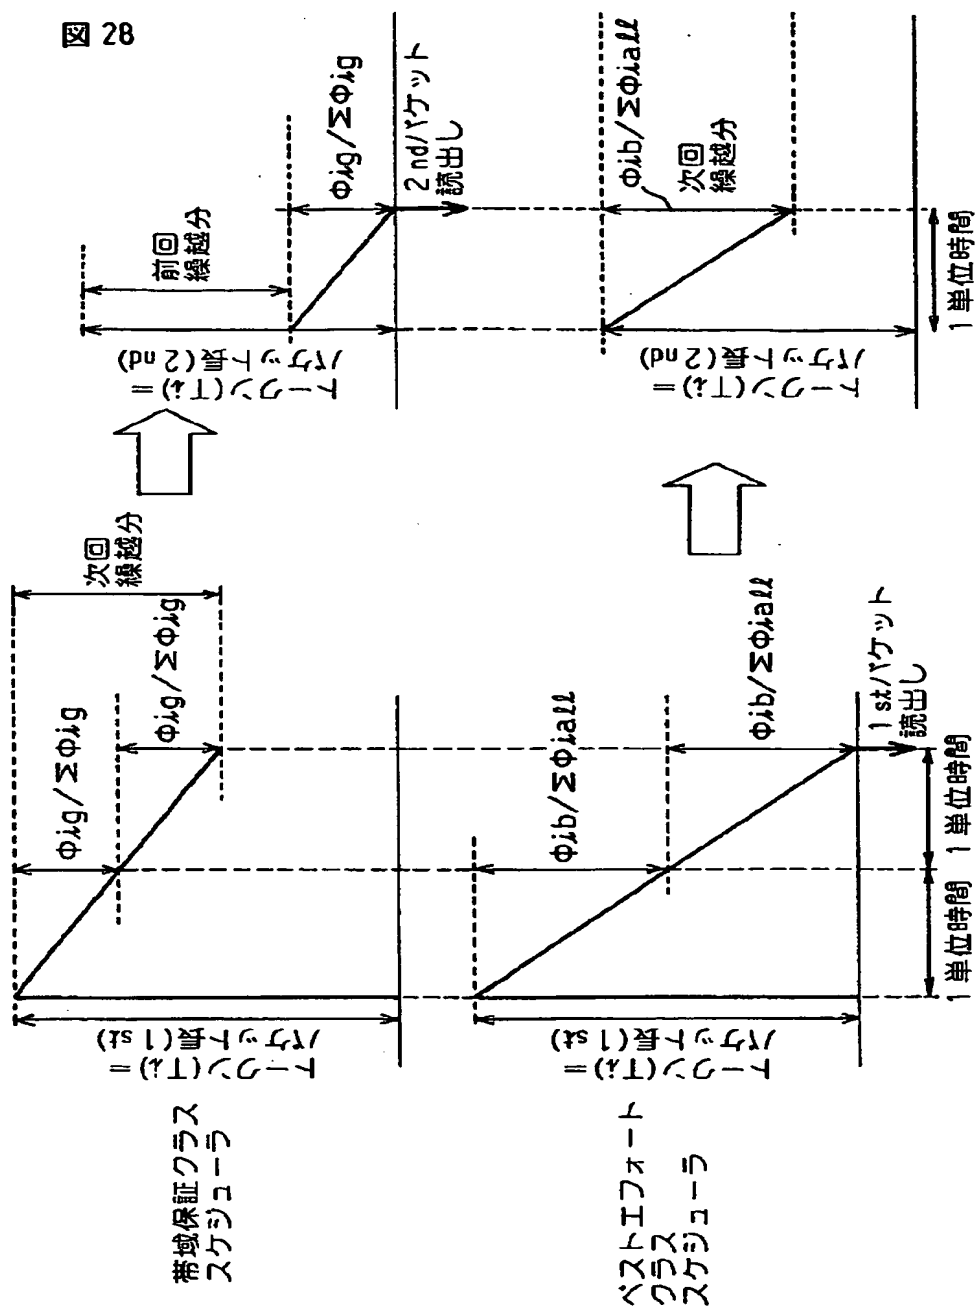 図 28
帯域保証クラス
スケジューラ
トークン(Ti)=
パケット長(1st)
Φig/ΣΦig
Φig/ΣΦig
次回
繰越分
トークン(Ti)=
パケット長(2nd)
前回
繰越分
Φig/ΣΦig
2ndパケット
読出し
ベストエフォート
クラス
スケジューラ
トークン(Ti)=
パケット長(1st)
Φib/ΣΦiall
Φib/ΣΦiall
1stパケット
読出し
1単位時間
1単位時間
トークン(Ti)=
パケット長(2nd)
Φib/ΣΦiall
次回
繰越分
1単位時間